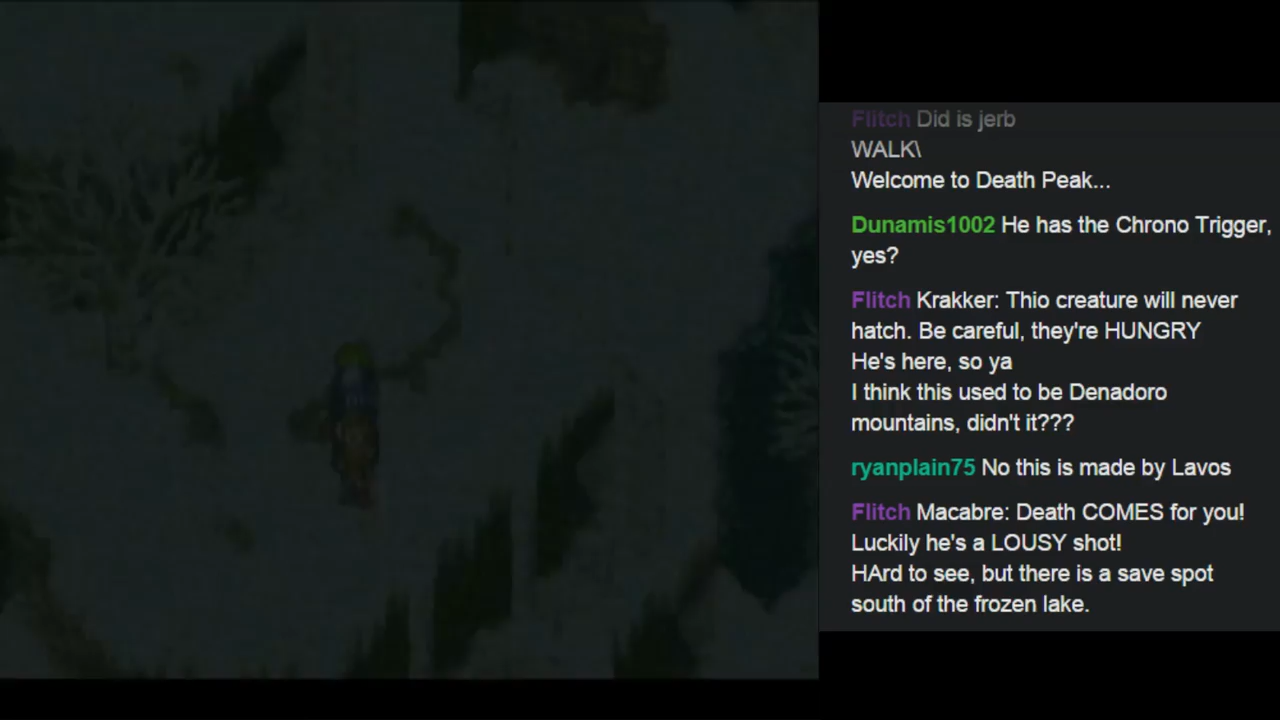 Flitch Did is jerb
WALK\
Welcome to Death Peak...
Dunamis1002 He has the Chrono Trigger,
yes?
Flitch Krakker: Thio creature will never
hatch. Be careful, they're HUNGRY
He's here, so ya
I think this used to be Denadoro
mountains, didn't it???
ryanplain75 No this is made by Lavos
Flitch Macabre: Death COMES for you!
Luckily he's a LOUSY shot!
HArd to see, but there is a save spot
south of the frozen lake.